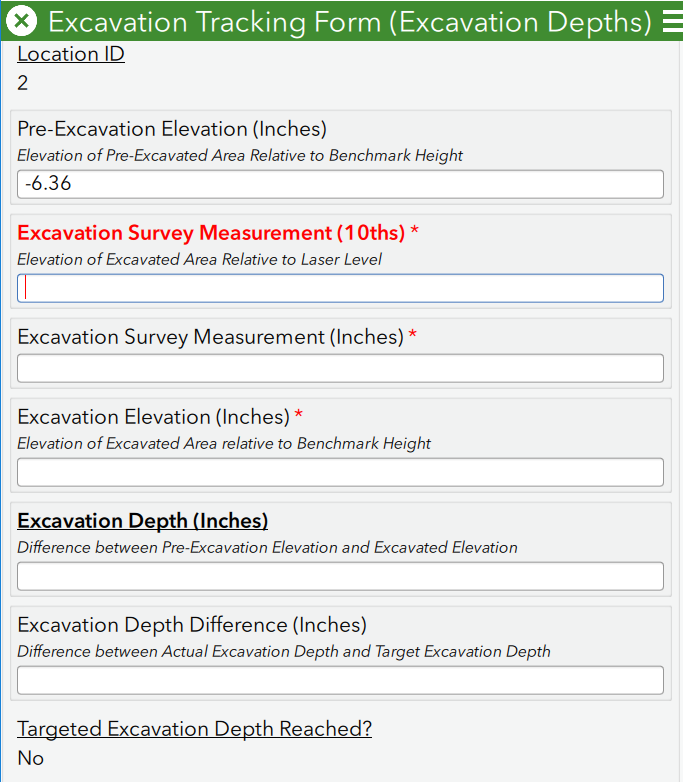 Excavation Tracking Form (Excavation Depths)
Location ID
2
Pre-Excavation Elevation (Inches)
Elevation of Pre-Excavated Area Relative to Benchmark Height
-6.36
Excavation Survey Measurement (10ths) *
Elevation of Excavated Area Relative to Laser Level
Excavation Survey Measurement (Inches) *
Excavation Elevation (Inches) *
Elevation of Excavated Area relative to Benchmark Height
Excavation Depth (Inches)
Difference between Pre-Excavation Elevation and Excavated Elevation
Excavation Depth Difference (Inches)
Difference between Actual Excavation Depth and Target Excavation Depth
Targeted Excavation Depth Reached?
No